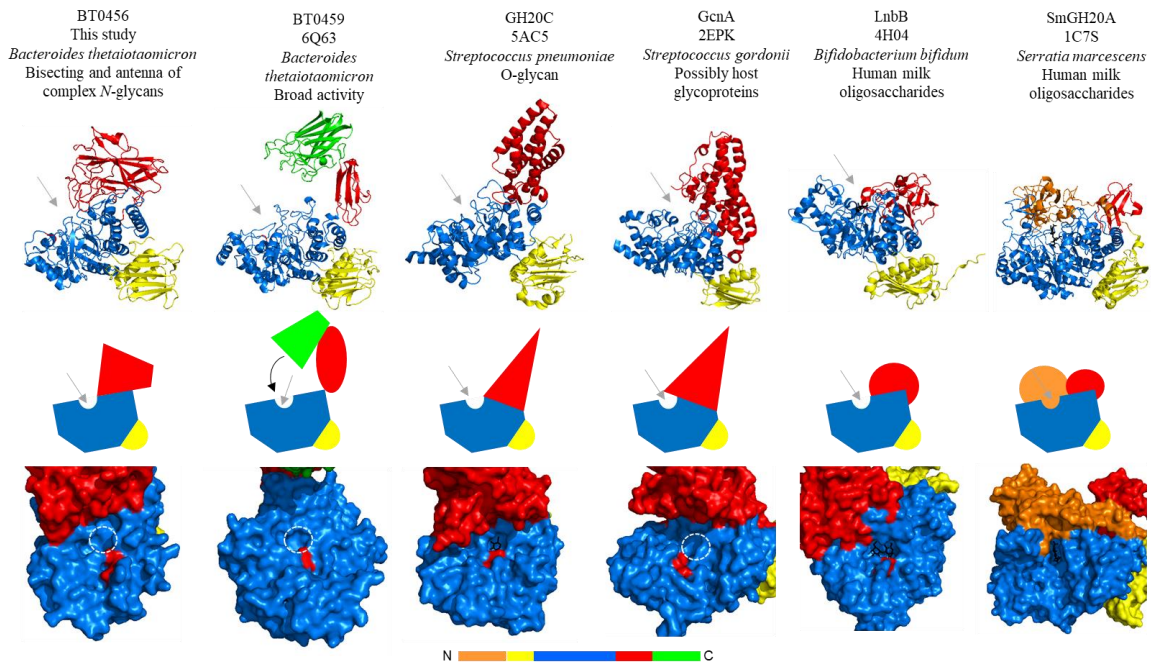 BT0456
This study
Bacteroides thetaiotaomicron
Bisecting and antenna of
complex N-glycans
BT0459
6Q63
Bacteroides
thetaiotaomicron
Broad activity
GH20C
5AC5
Streptococcus pneumoniae
O-glycan
GcnA
2EPK
Streptococcus gordonii
Possibly host
glycoproteins
LnbB
4H04
Bifidobacterium bifidum
Human milk
oligosaccharides
SmGH20A
1C7S
Serratia marcescens
Human milk
oligosaccharides
N C